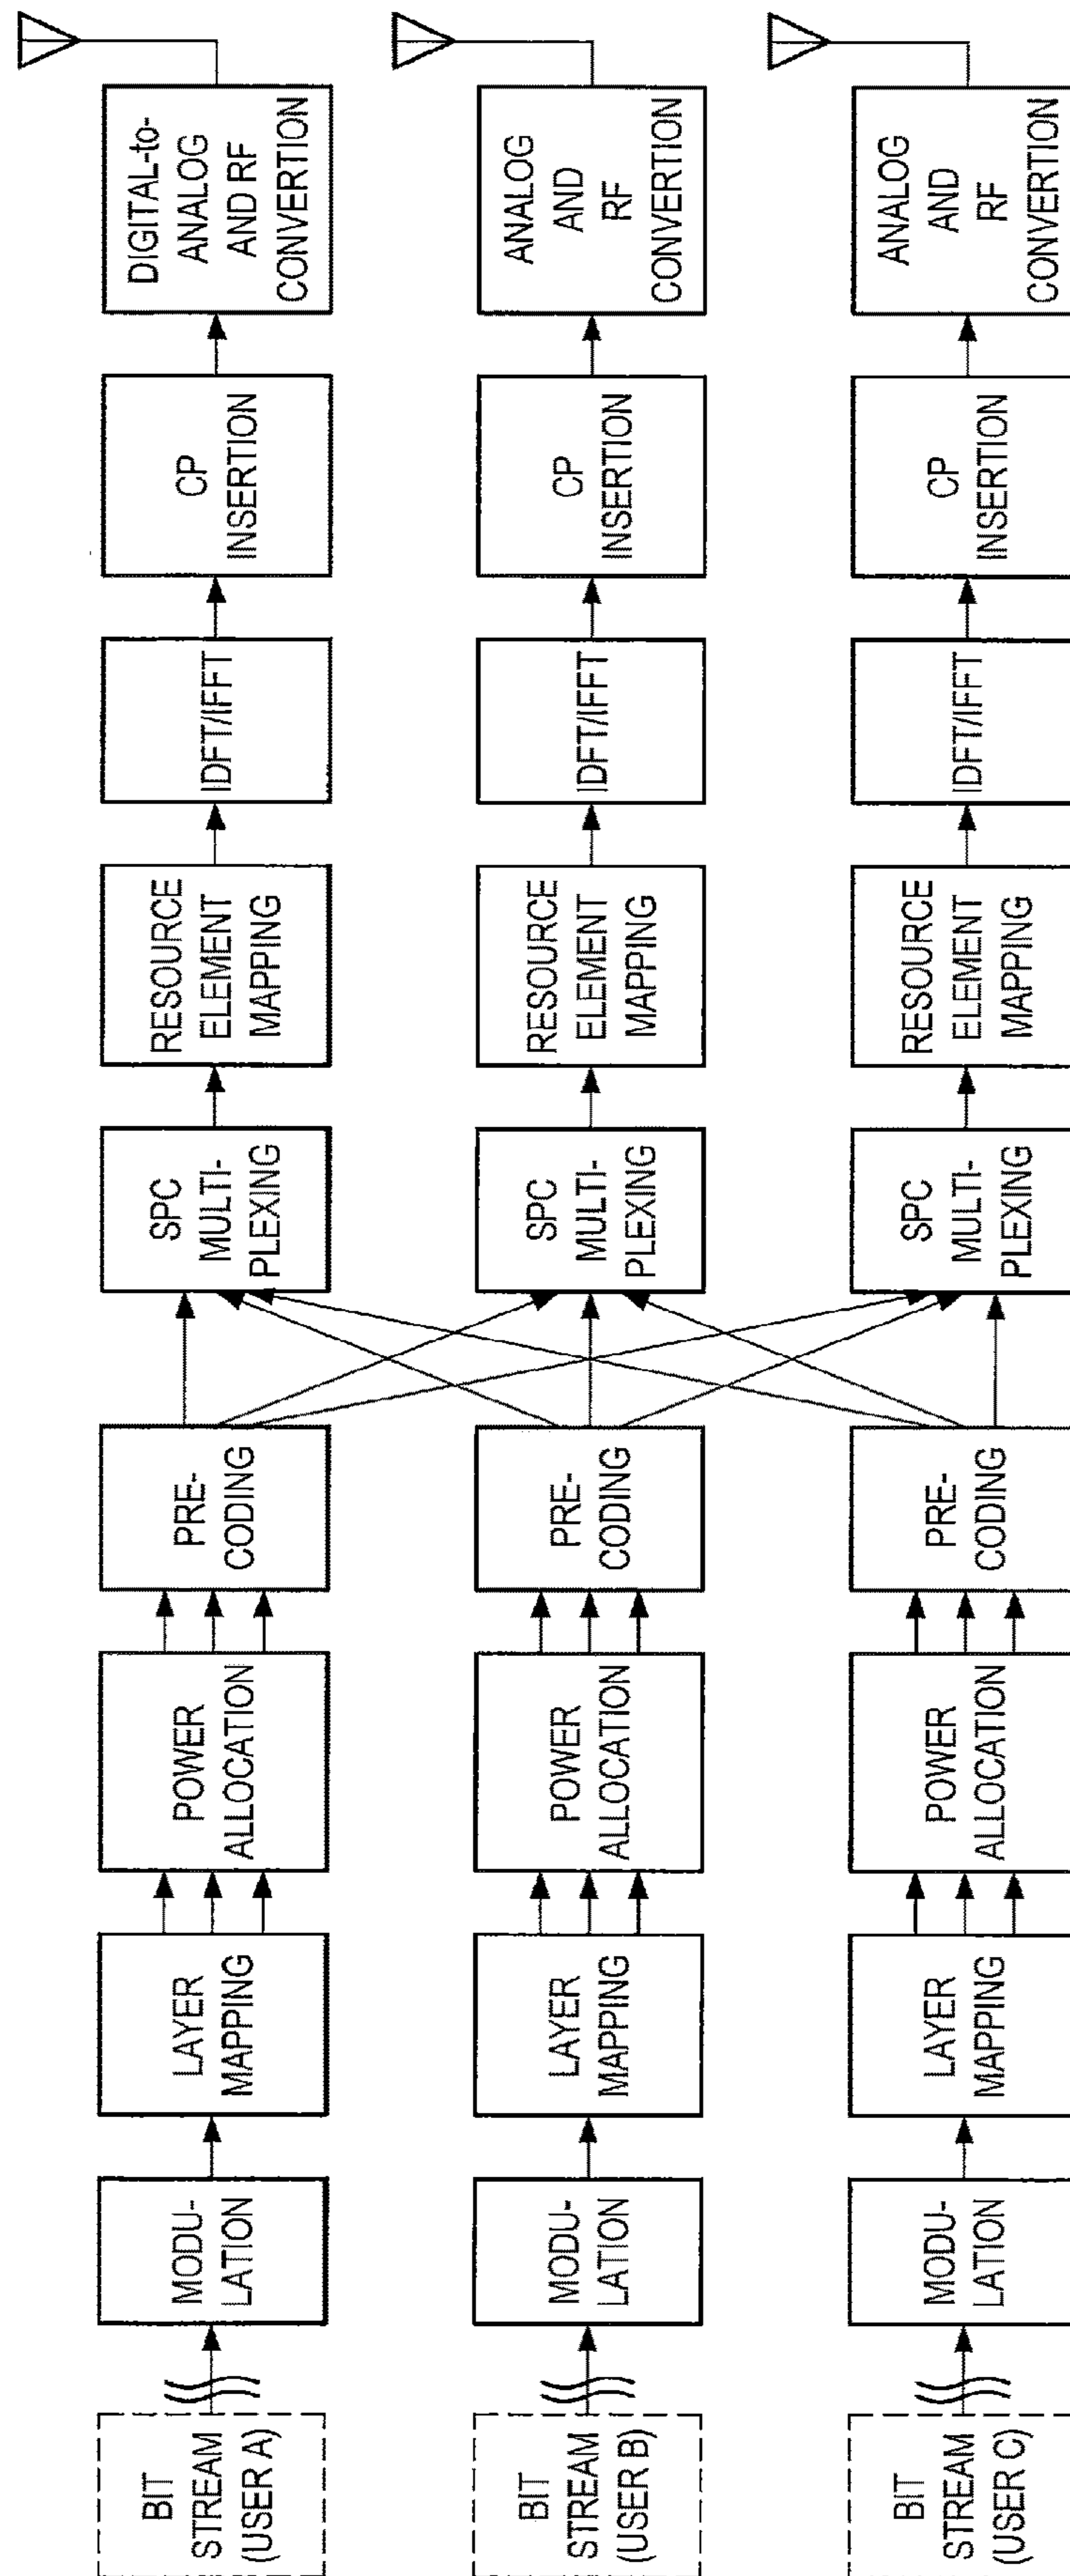 BIT
STREAM
(USER A)
MODU-
LATION
LAYER
MAPPING
POWER
ALLOCATION
PRE-
CODING
SPC
MULTI-
PLEXING
RESOURCE
ELEMENT
MAPPING
IDFT/IFFT
CP
INSERTION
DIGITAL-to-
ANALOG
AND RF
CONVERTION
BIT
STREAM
(USER B)
MODU-
LATION
LAYER
MAPPING
POWER
ALLOCATION
PRE-
CODING
SPC
MULTI-
PLEXING
RESOURCE
ELEMENT
MAPPING
IDFT/IFFT
CP
INSERTION
ANALOG
AND
RF
CONVERTION
BIT
STREAM
(USER C)
MODU-
LATION
LAYER
MAPPING
POWER
ALLOCATION
PRE-
CODING
SPC
MULTI-
PLEXING
RESOURCE
ELEMENT
MAPPING
IDFT/IFFT
CP
INSERTION
ANALOG
AND
RF
CONVERTION